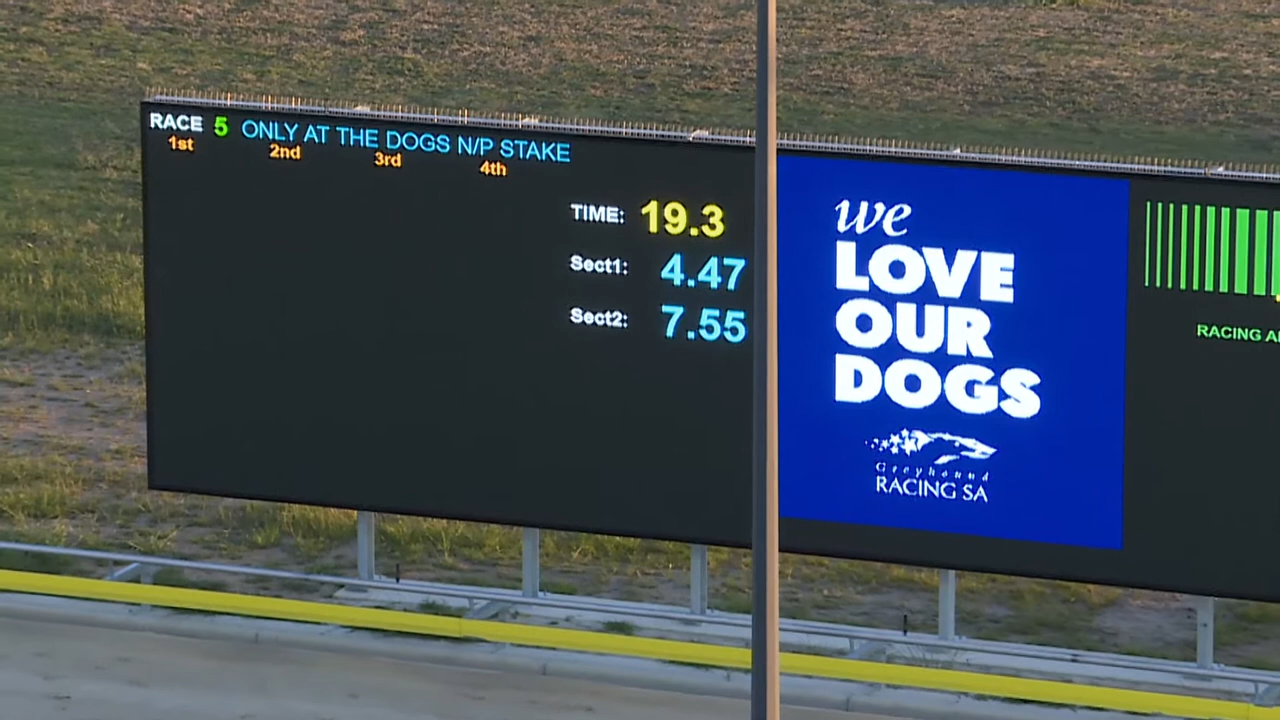 RACE 5 ONLY AT THE DOGS N/P STAKE
1st 2nd 3rd 4th
TIME: 19.3
Sect1: 4.47
Sect2: 7.55
we
LOVE
OUR
DOGS
Greyhound
RACING SA
RACING